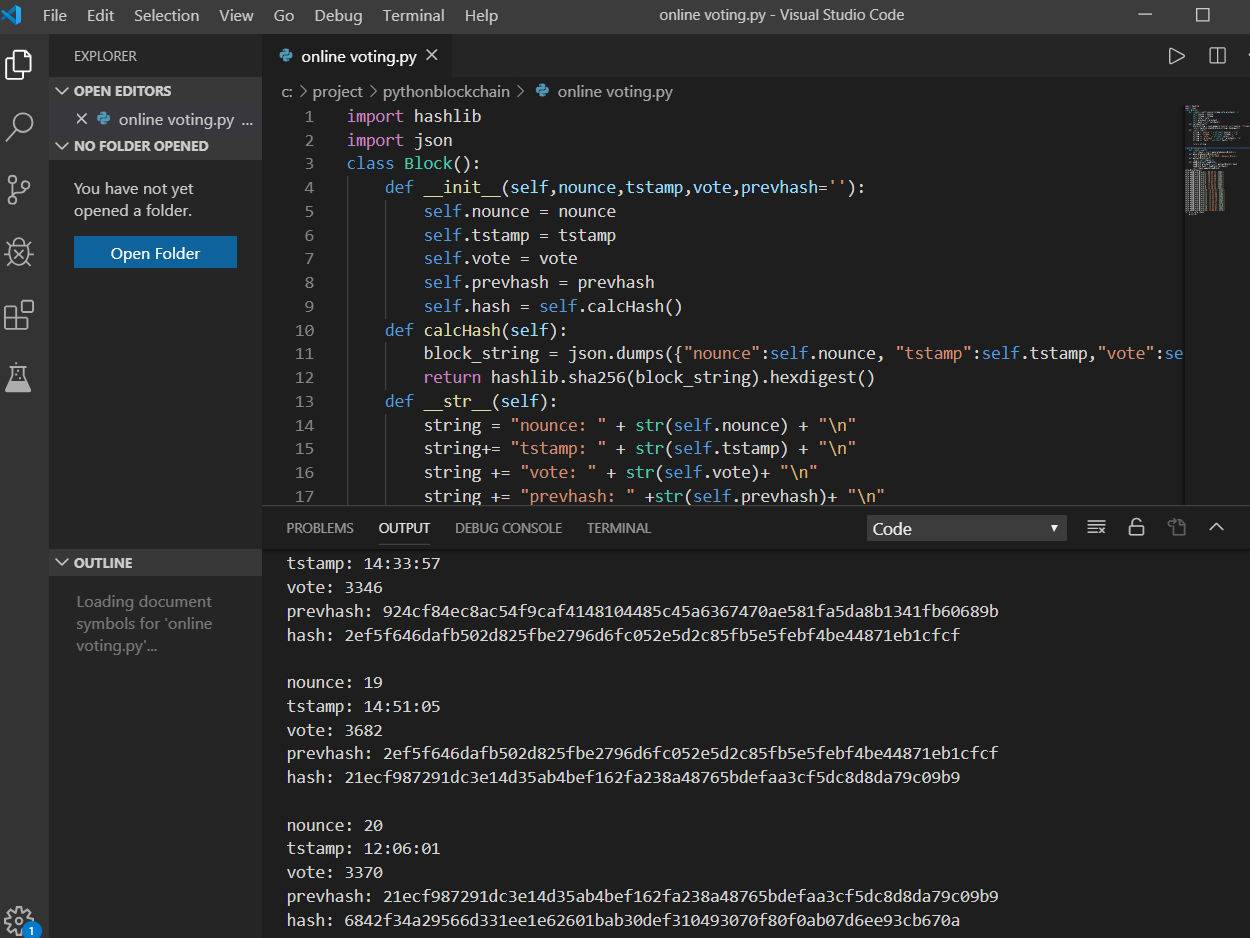 File Edit Selection View Go Debug Terminal Help
online voting.py - Visual Studio Code
EXPLORER
OPEN EDITORS
online voting.py ...
NO FOLDER OPENED
You have not yet
opened a folder.
Open Folder
OUTLINE
Loading document
symbols for 'online
voting.py'...
1
online voting.py
c: > project > pythonblockchain > online voting.py
1 import hashlib
2 import json
3 class Block():
4 def __init__(self,nounce,tstamp,vote,prevhash=''):
5 self.nounce = nounce
6 self.tstamp = tstamp
7 self.vote = vote
8 self.prevhash = prevhash
9 self.hash = self.calcHash()
10 def calcHash(self):
11 block_string = json.dumps({"nounce":self.nounce, "tstamp":self.tstamp,"vote":se
12 return hashlib.sha256(block_string).hexdigest()
13 def __str__(self):
14 string = "nounce: " + str(self.nounce) + "\n"
15 string+= "tstamp: " + str(self.tstamp) + "\n"
16 string += "vote: " + str(self.vote)+ "\n"
17 string += "prevhash: " +str(self.prevhash)+ "\n"
PROBLEMS OUTPUT DEBUG CONSOLE TERMINAL
Code
tstamp: 14:33:57
vote: 3346
prevhash: 924cf84ec8ac54f9caf4148104485c45a6367470ae581fa5da8b1341fb60689b
hash: 2ef5f646dafb502d825fbe2796d6fc052e5d2c85fb5e5febf4be44871eb1cfcf
nounce: 19
tstamp: 14:51:05
vote: 3682
prevhash: 2ef5f646dafb502d825fbe2796d6fc052e5d2c85fb5e5febf4be44871eb1cfcf
hash: 21ecf987291dc3e14d35ab4bef162fa238a48765bdefaa3cf5dc8d8da79c09b9
nounce: 20
tstamp: 12:06:01
vote: 3370
prevhash: 21ecf987291dc3e14d35ab4bef162fa238a48765bdefaa3cf5dc8d8da79c09b9
hash: 6842f34a29566d331ee1e62601bab30def310493070f80f0ab07d6ee93cb670a